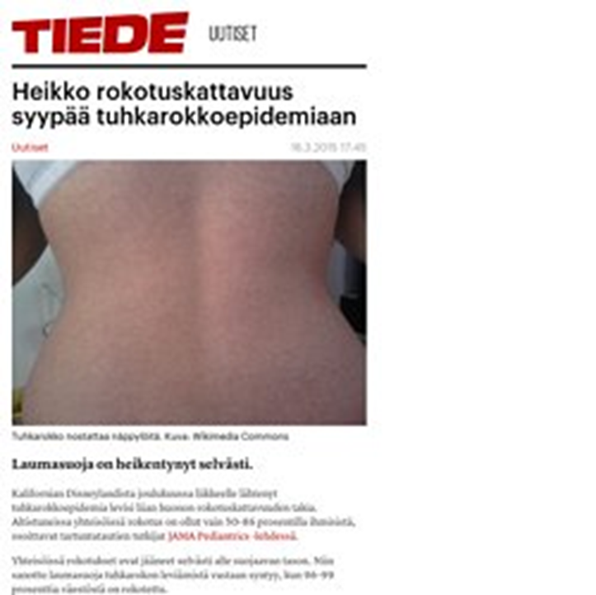 TIEDE UUTISET
Heikko rokotuskattavuus
syypää tuhkarokkoepidemiaan
Uutiset 16.3.2015 17:45
Tuhkarokko nostattaa näppylöitä. Kuva: Wikimedia Commons
Laumasuoja on heikentynyt selvästi.
Kalifornian Disneylandista joulukuussa liikkeelle lähtenyt
tuhkarokkoepidemia levisi liian huonon rokotuskattavuuden takia.
Altistuneissa yhteisöissä rokotus on ollut vain 50-86 prosentilla ihmisistä,
osoittavat tartuntatautien tutkijat JAMA Pediatrics -lehdessä.
Yhteisöissä rokotukset ovat jääneet selvästi alle suojaavan tason. Niin
sanottu laumasuoja tuhkarokon leviämistä vastaan syntyy, kun 96-99
prosenttia väestöstä on rokotettu.